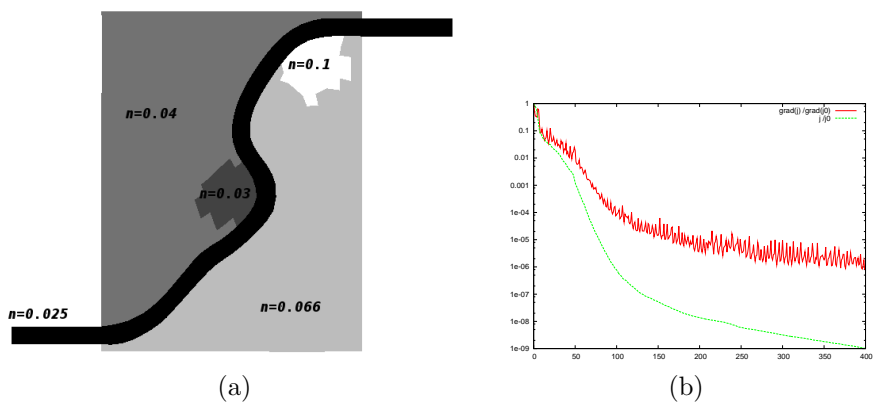 n=0.1
n=0.04
n=0.03
n=0.066
n=0.025
(a)
grad(j) /grad(j0)
j /j0
1
0.1
0.01
0.001
1e-04
1e-05
1e-06
1e-07
1e-08
1e-09
0 50 100 150 200 250 300 350 400
(b)